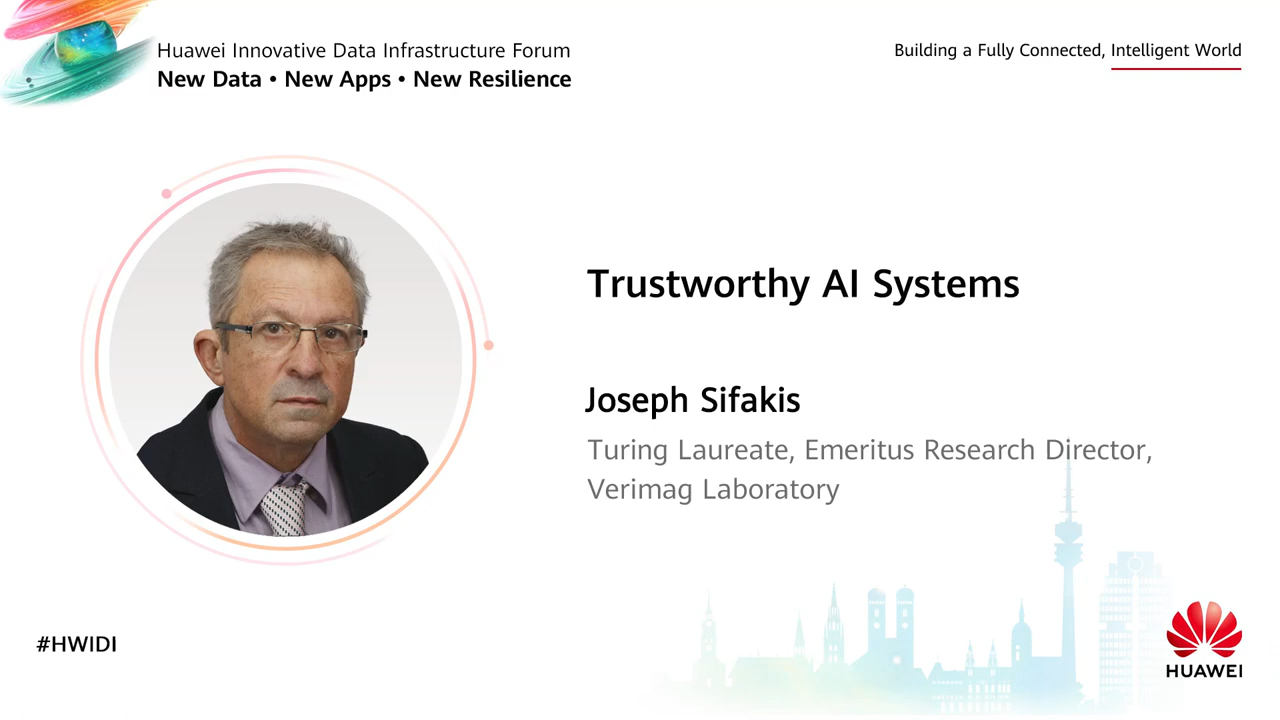 Huawei Innovative Data Infrastructure Forum
New Data • New Apps • New Resilience
Building a Fully Connected, Intelligent World
Trustworthy AI Systems
Joseph Sifakis
Turing Laureate, Emeritus Research Director,
Verimag Laboratory
#HWIDI
HUAWEI